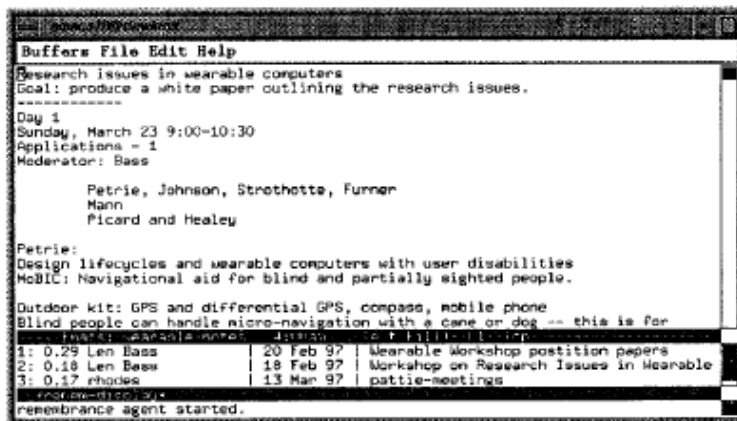 Buffers File Edit Help
Research issues in wearable computers
Goal: produce a white paper outlining the research issues.
------------
Day 1
Sunday, March 23 9:00-10:30
Applications - 1
Moderator: Bass
Petrie, Johnson, Strothotte, Furner
Mann
Picard and Healey
Petrie:
Design lifecycles and wearable computers with user disabilities
MoBIC: Navigational aid for blind and partially sighted people.
Outdoor kit: GPS and differential GPS, compass, mobile phone
Blind people can handle micro-navigation with a cane or dog -- this is for
1: 0.29 Len Bass | 20 Feb 97 | Wearable Workshop postition papers
2: 0.18 Len Bass | 18 Feb 97 | Workshop on Research Issues in Wearable
3: 0.17 rhodes | 13 Mar 97 | pattie-meetings
remembrance agent started.